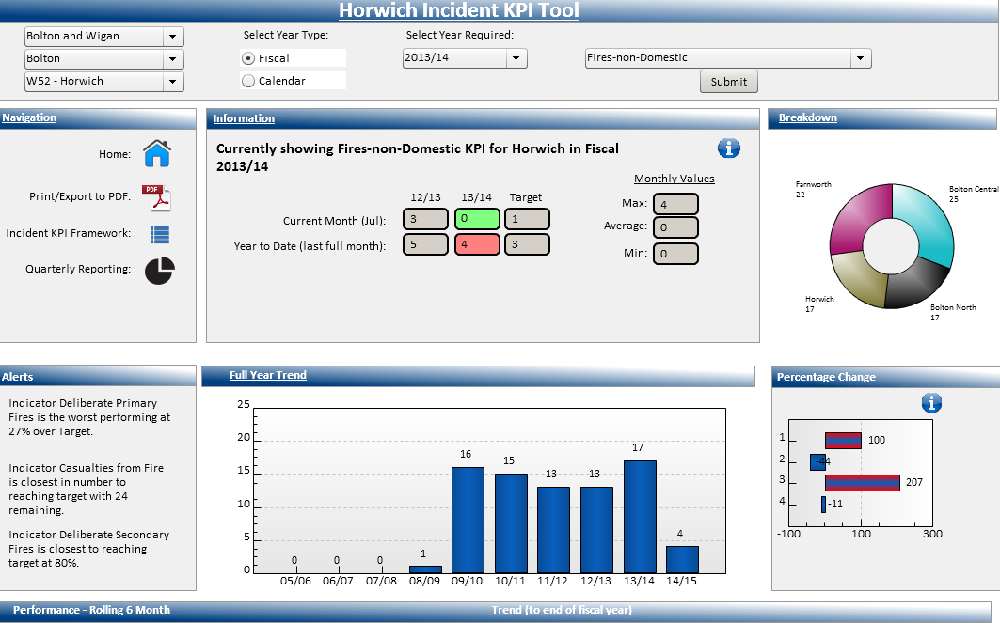 Horwich Incident KPI Tool
Bolton and Wigan
Bolton
W52 - Horwich
Select Year Type:
Fiscal
Calendar
Select Year Required:
2013/14
Fires-non-Domestic
Submit
Navigation
Home:
Print/Export to PDF:
PDF
Incident KPI Framework:
Quarterly Reporting:
Information
Currently showing Fires-non-Domestic KPI for Horwich in Fiscal
2013/14
Monthly Values
12/13 13/14 Target
Current Month (Jul): 3 0 1
Year to Date (last full month): 5 4 3
Max: 4
Average: 0
Min: 0
Breakdown
Farnworth
22
Bolton Central
25
Horwich
17
Bolton North
17
Alerts
Indicator Deliberate Primary
Fires is the worst performing at
27% over Target.
Indicator Casualties from Fire
is closest in number to
reaching target with 24
remaining.
Indicator Deliberate Secondary
Fires is closest to reaching
target at 80%.
Full Year Trend
25
20
15
10
5
0
0 0 0 1 16 15 13 13 17 4
05/06 06/07 07/08 08/09 09/10 10/11 11/12 12/13 13/14 14/15
Percentage Change
1 100
2 -44
3 207
4 -11
-100 100 300
Performance - Rolling 6 Month
Trend (to end of fiscal year)